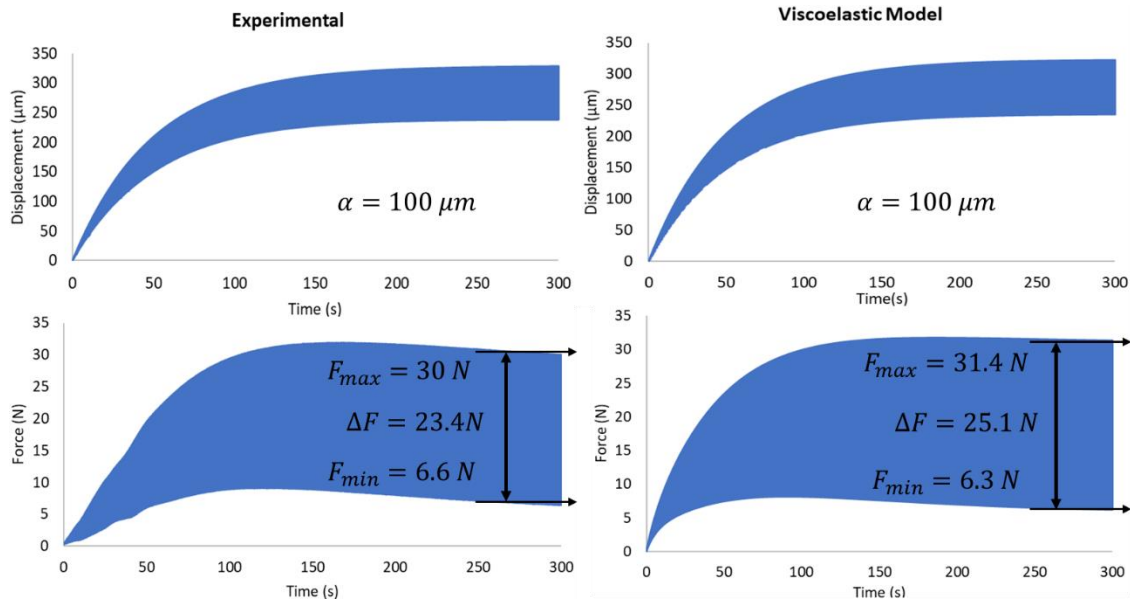 Experimental
Viscoelastic Model
350
300
250
200
150
100
50
0
Displacement (μm)
α = 100 μm
0 50 100 150 200 250 300
Time (s)
350
300
250
200
150
100
50
0
Displacement (μm)
α = 100 μm
0 50 100 150 200 250 300
Time(s)
35
30
25
20
15
10
5
0
Force (N)
F_max = 30 N
ΔF = 23.4N
F_min = 6.6 N
0 50 100 150 200 250 300
Time (s)
35
30
25
20
15
10
5
0
Force (N)
F_max = 31.4 N
ΔF = 25.1 N
F_min = 6.3 N
0 50 100 150 200 250 300
Time (s)